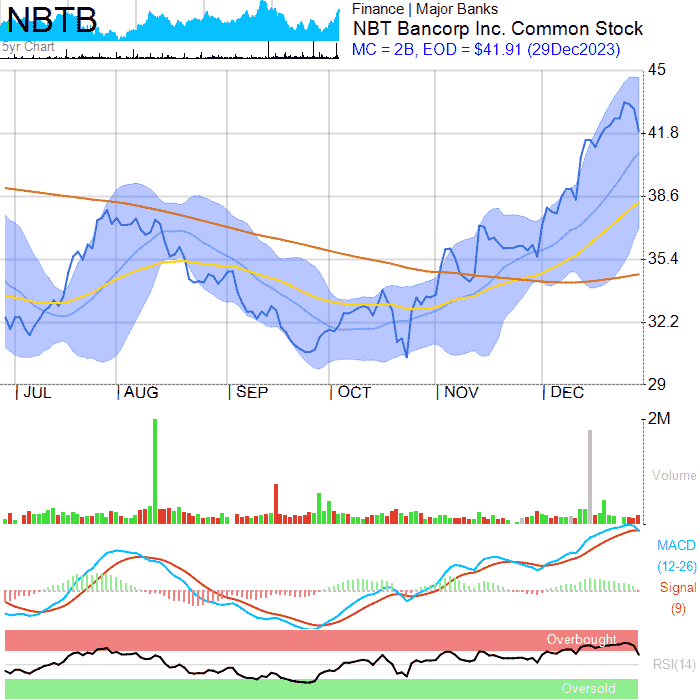 NBTB
5yr Chart
Finance | Major Banks
NBT Bancorp Inc. Common Stock
MC = 2B, EOD = $41.91 (29Dec2023)
45
41.8
38.6
35.4
32.2
29
JUL AUG SEP OCT NOV DEC
2M
Volume
MACD
(12-26)
Signal
(9)
Overbought
RSI(14)
Oversold